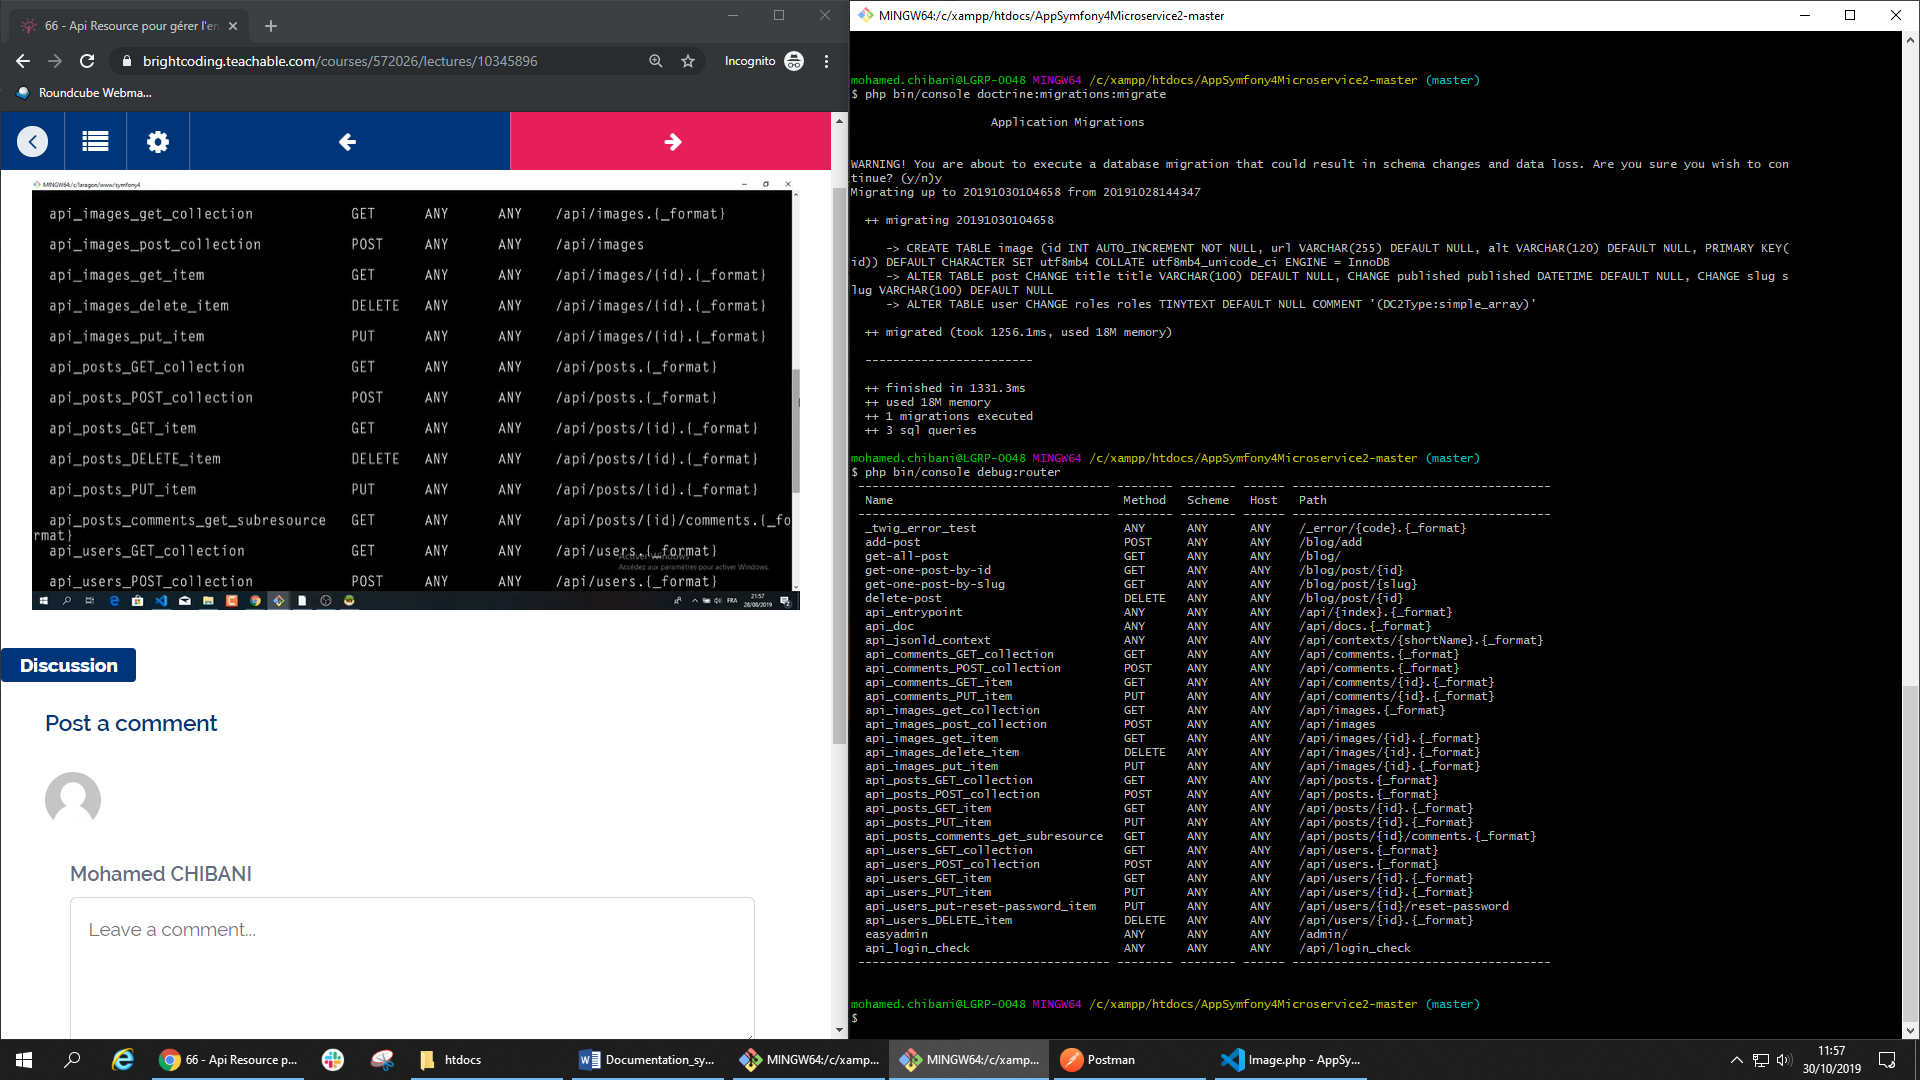 66 - Api Resource pour gérer l'en
brightcoding.teachable.com/courses/572026/lectures/10345896
Incognito
Roundcube Webma...
MINGW64:/c/laragon/www/symfony4
api_images_get_collection GET ANY ANY /api/images.{_format}
api_images_post_collection POST ANY ANY /api/images
api_images_get_item GET ANY ANY /api/images/{id}.{_format}
api_images_delete_item DELETE ANY ANY /api/images/{id}.{_format}
api_images_put_item PUT ANY ANY /api/images/{id}.{_format}
api_posts_GET_collection GET ANY ANY /api/posts.{_format}
api_posts_POST_collection POST ANY ANY /api/posts.{_format}
api_posts_GET_item GET ANY ANY /api/posts/{id}.{_format}
api_posts_DELETE_item DELETE ANY ANY /api/posts/{id}.{_format}
api_posts_PUT_item PUT ANY ANY /api/posts/{id}.{_format}
api_posts_comments_get_subresource GET ANY ANY /api/posts/{id}/comments.{_fo
rmat}
api_users_GET_collection GET ANY ANY /api/users.{_format}
Activer Windows
Accédez aux paramètres pour activer Windows.
api_users_POST_collection POST ANY ANY /api/users.{_format}
FRA
21:57
28/08/2019
Discussion
Post a comment
Mohamed CHIBANI
Leave a comment...
MINGW64:/c/xampp/htdocs/AppSymfony4Microservice2-master
mohamed.chibani@LGRP-0048 MINGW64 /c/xampp/htdocs/AppSymfony4Microservice2-master (master)
$ php bin/console doctrine:migrations:migrate
Application Migrations
WARNING! You are about to execute a database migration that could result in schema changes and data loss. Are you sure you wish to con
tinue? (y/n)y
Migrating up to 20191030104658 from 20191028144347
++ migrating 20191030104658
-> CREATE TABLE image (id INT AUTO_INCREMENT NOT NULL, url VARCHAR(255) DEFAULT NULL, alt VARCHAR(120) DEFAULT NULL, PRIMARY KEY(
id)) DEFAULT CHARACTER SET utf8mb4 COLLATE utf8mb4_unicode_ci ENGINE = InnoDB
-> ALTER TABLE post CHANGE title title VARCHAR(100) DEFAULT NULL, CHANGE published published DATETIME DEFAULT NULL, CHANGE slug s
lug VARCHAR(100) DEFAULT NULL
-> ALTER TABLE user CHANGE roles roles TINYTEXT DEFAULT NULL COMMENT '(DC2Type:simple_array)'
++ migrated (took 1256.1ms, used 18M memory)
------------------------
++ finished in 1331.3ms
++ used 18M memory
++ 1 migrations executed
++ 3 sql queries
mohamed.chibani@LGRP-0048 MINGW64 /c/xampp/htdocs/AppSymfony4Microservice2-master (master)
$ php bin/console debug:router
Name Method Scheme Host Path
_twig_error_test ANY ANY ANY /_error/{code}.{_format}
add-post POST ANY ANY /blog/add
get-all-post GET ANY ANY /blog/
get-one-post-by-id GET ANY ANY /blog/post/{id}
get-one-post-by-slug GET ANY ANY /blog/post/{slug}
delete-post DELETE ANY ANY /blog/post/{id}
api_entrypoint ANY ANY ANY /api/{index}.{_format}
api_doc ANY ANY ANY /api/docs.{_format}
api_jsonld_context ANY ANY ANY /api/contexts/{shortName}.{_format}
api_comments_GET_collection GET ANY ANY /api/comments.{_format}
api_comments_POST_collection POST ANY ANY /api/comments.{_format}
api_comments_GET_item GET ANY ANY /api/comments/{id}.{_format}
api_comments_PUT_item PUT ANY ANY /api/comments/{id}.{_format}
api_images_get_collection GET ANY ANY /api/images.{_format}
api_images_post_collection POST ANY ANY /api/images
api_images_get_item GET ANY ANY /api/images/{id}.{_format}
api_images_delete_item DELETE ANY ANY /api/images/{id}.{_format}
api_images_put_item PUT ANY ANY /api/images/{id}.{_format}
api_posts_GET_collection GET ANY ANY /api/posts.{_format}
api_posts_POST_collection POST ANY ANY /api/posts.{_format}
api_posts_GET_item GET ANY ANY /api/posts/{id}.{_format}
api_posts_PUT_item PUT ANY ANY /api/posts/{id}.{_format}
api_posts_comments_get_subresource GET ANY ANY /api/posts/{id}/comments.{_format}
api_users_GET_collection GET ANY ANY /api/users.{_format}
api_users_POST_collection POST ANY ANY /api/users.{_format}
api_users_GET_item GET ANY ANY /api/users/{id}.{_format}
api_users_PUT_item PUT ANY ANY /api/users/{id}.{_format}
api_users_put-reset-password_item PUT ANY ANY /api/users/{id}/reset-password
api_users_DELETE_item DELETE ANY ANY /api/users/{id}.{_format}
easyadmin ANY ANY ANY /admin/
api_login_check ANY ANY ANY /api/login_check
mohamed.chibani@LGRP-0048 MINGW64 /c/xampp/htdocs/AppSymfony4Microservice2-master (master)
$
66 - Api Resource p...
htdocs
Documentation_sy...
MINGW64:/c/xamp...
MINGW64:/c/xamp...
Postman
Image.php - AppSy...
11:57
30/10/2019